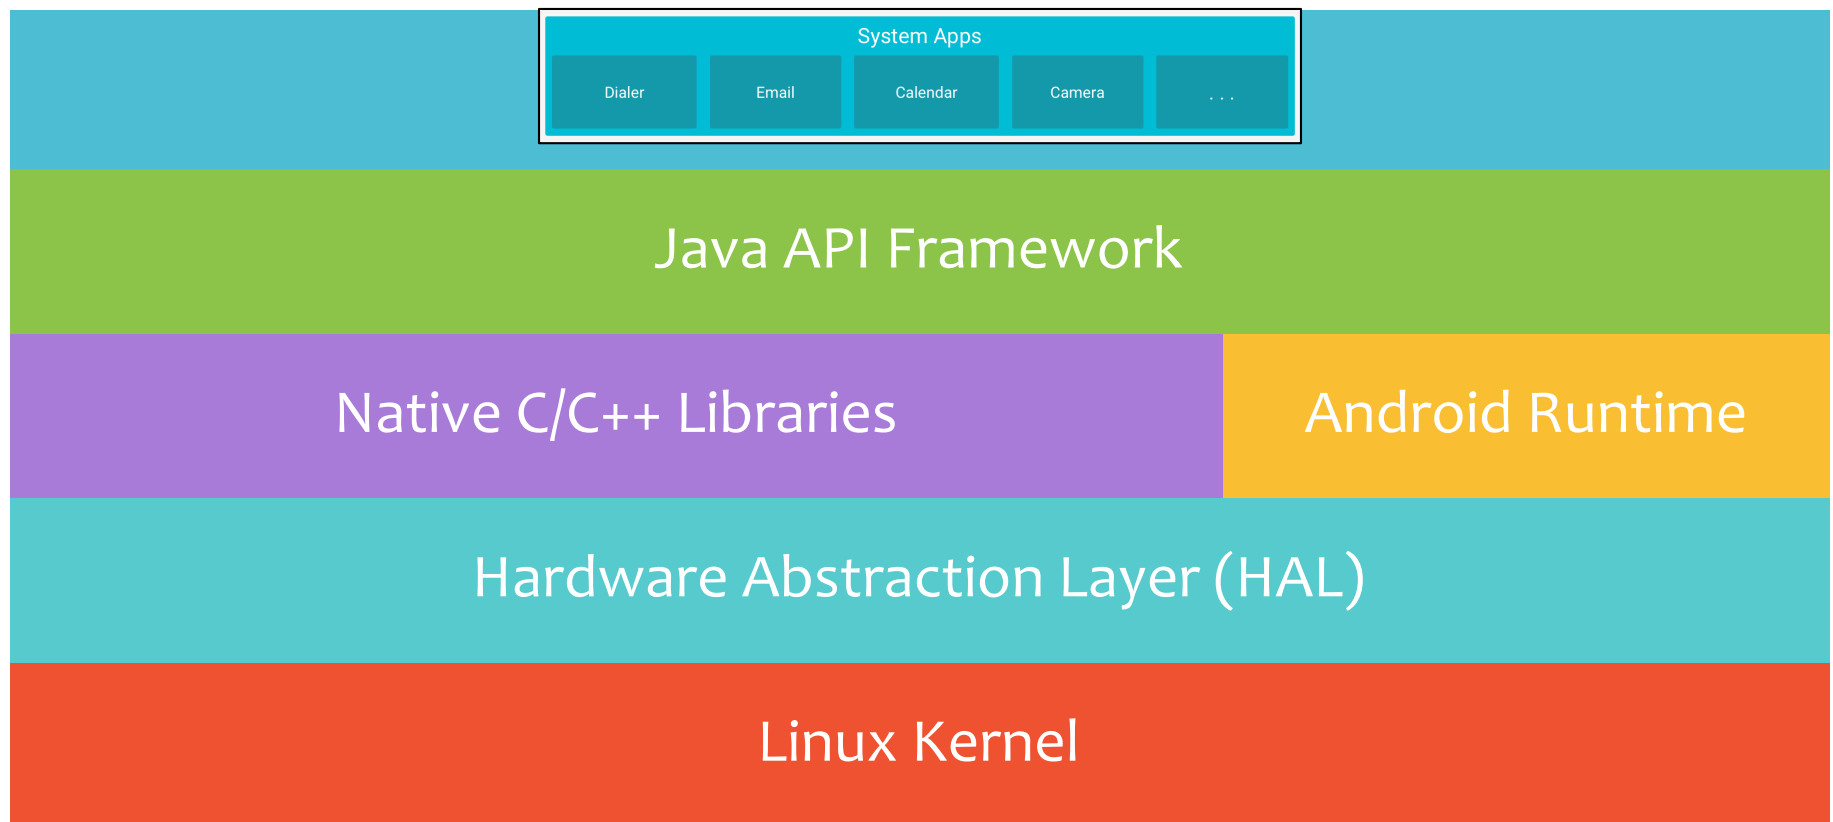 System Apps
Dialer
Email
Calendar
Camera
. . .
Java API Framework
Native C/C++ Libraries
Android Runtime
Hardware Abstraction Layer (HAL)
Linux Kernel